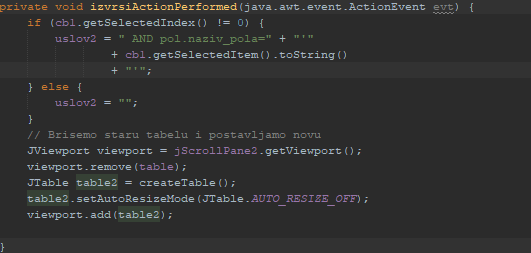 private void izvrsiActionPerformed(java.awt.event.ActionEvent evt) {
if (cbl.getSelectedIndex() != 0) {
uslov2 = " AND pol.naziv_pola=" + "'"
+ cbl.getSelectedItem().toString()
+ "'";
} else {
uslov2 = "";
}
// Brisemo staru tabelu i postavljamo novu
JViewport viewport = jScrollPane2.getViewport();
viewport.remove(table);
JTable table2 = createTable();
table2.setAutoResizeMode(JTable.AUTO_RESIZE_OFF);
viewport.add(table2);
}